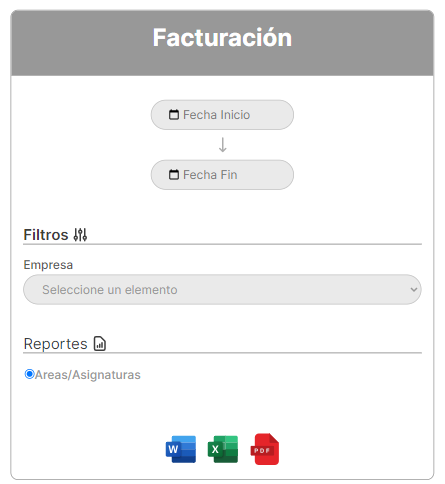 Facturación
Fecha Inicio
↓
Fecha Fin
Filtros
Empresa
Seleccione un elemento
Reportes
Areas/Asignaturas
W X PDF